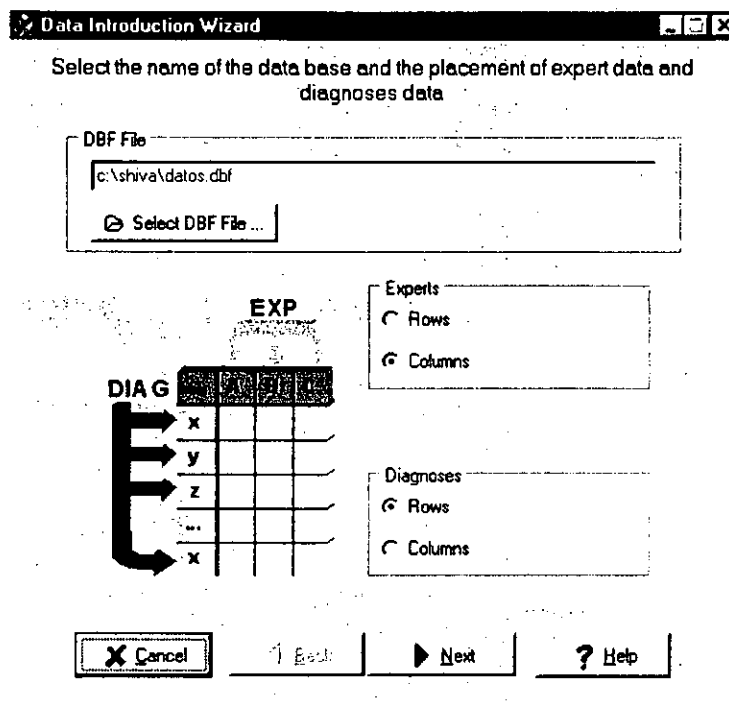 Data Introduction Wizard
Select the name of the data base and the placement of expert data and
diagnoses data
DBF File
c:\shiva\datos.dbf
Select DBF File ...
EXP
Experts
Rows
Columns
DIAG
A B C
x
y
z
...
x
Diagnoses
Rows
Columns
Cancel
Back
Next
? Help